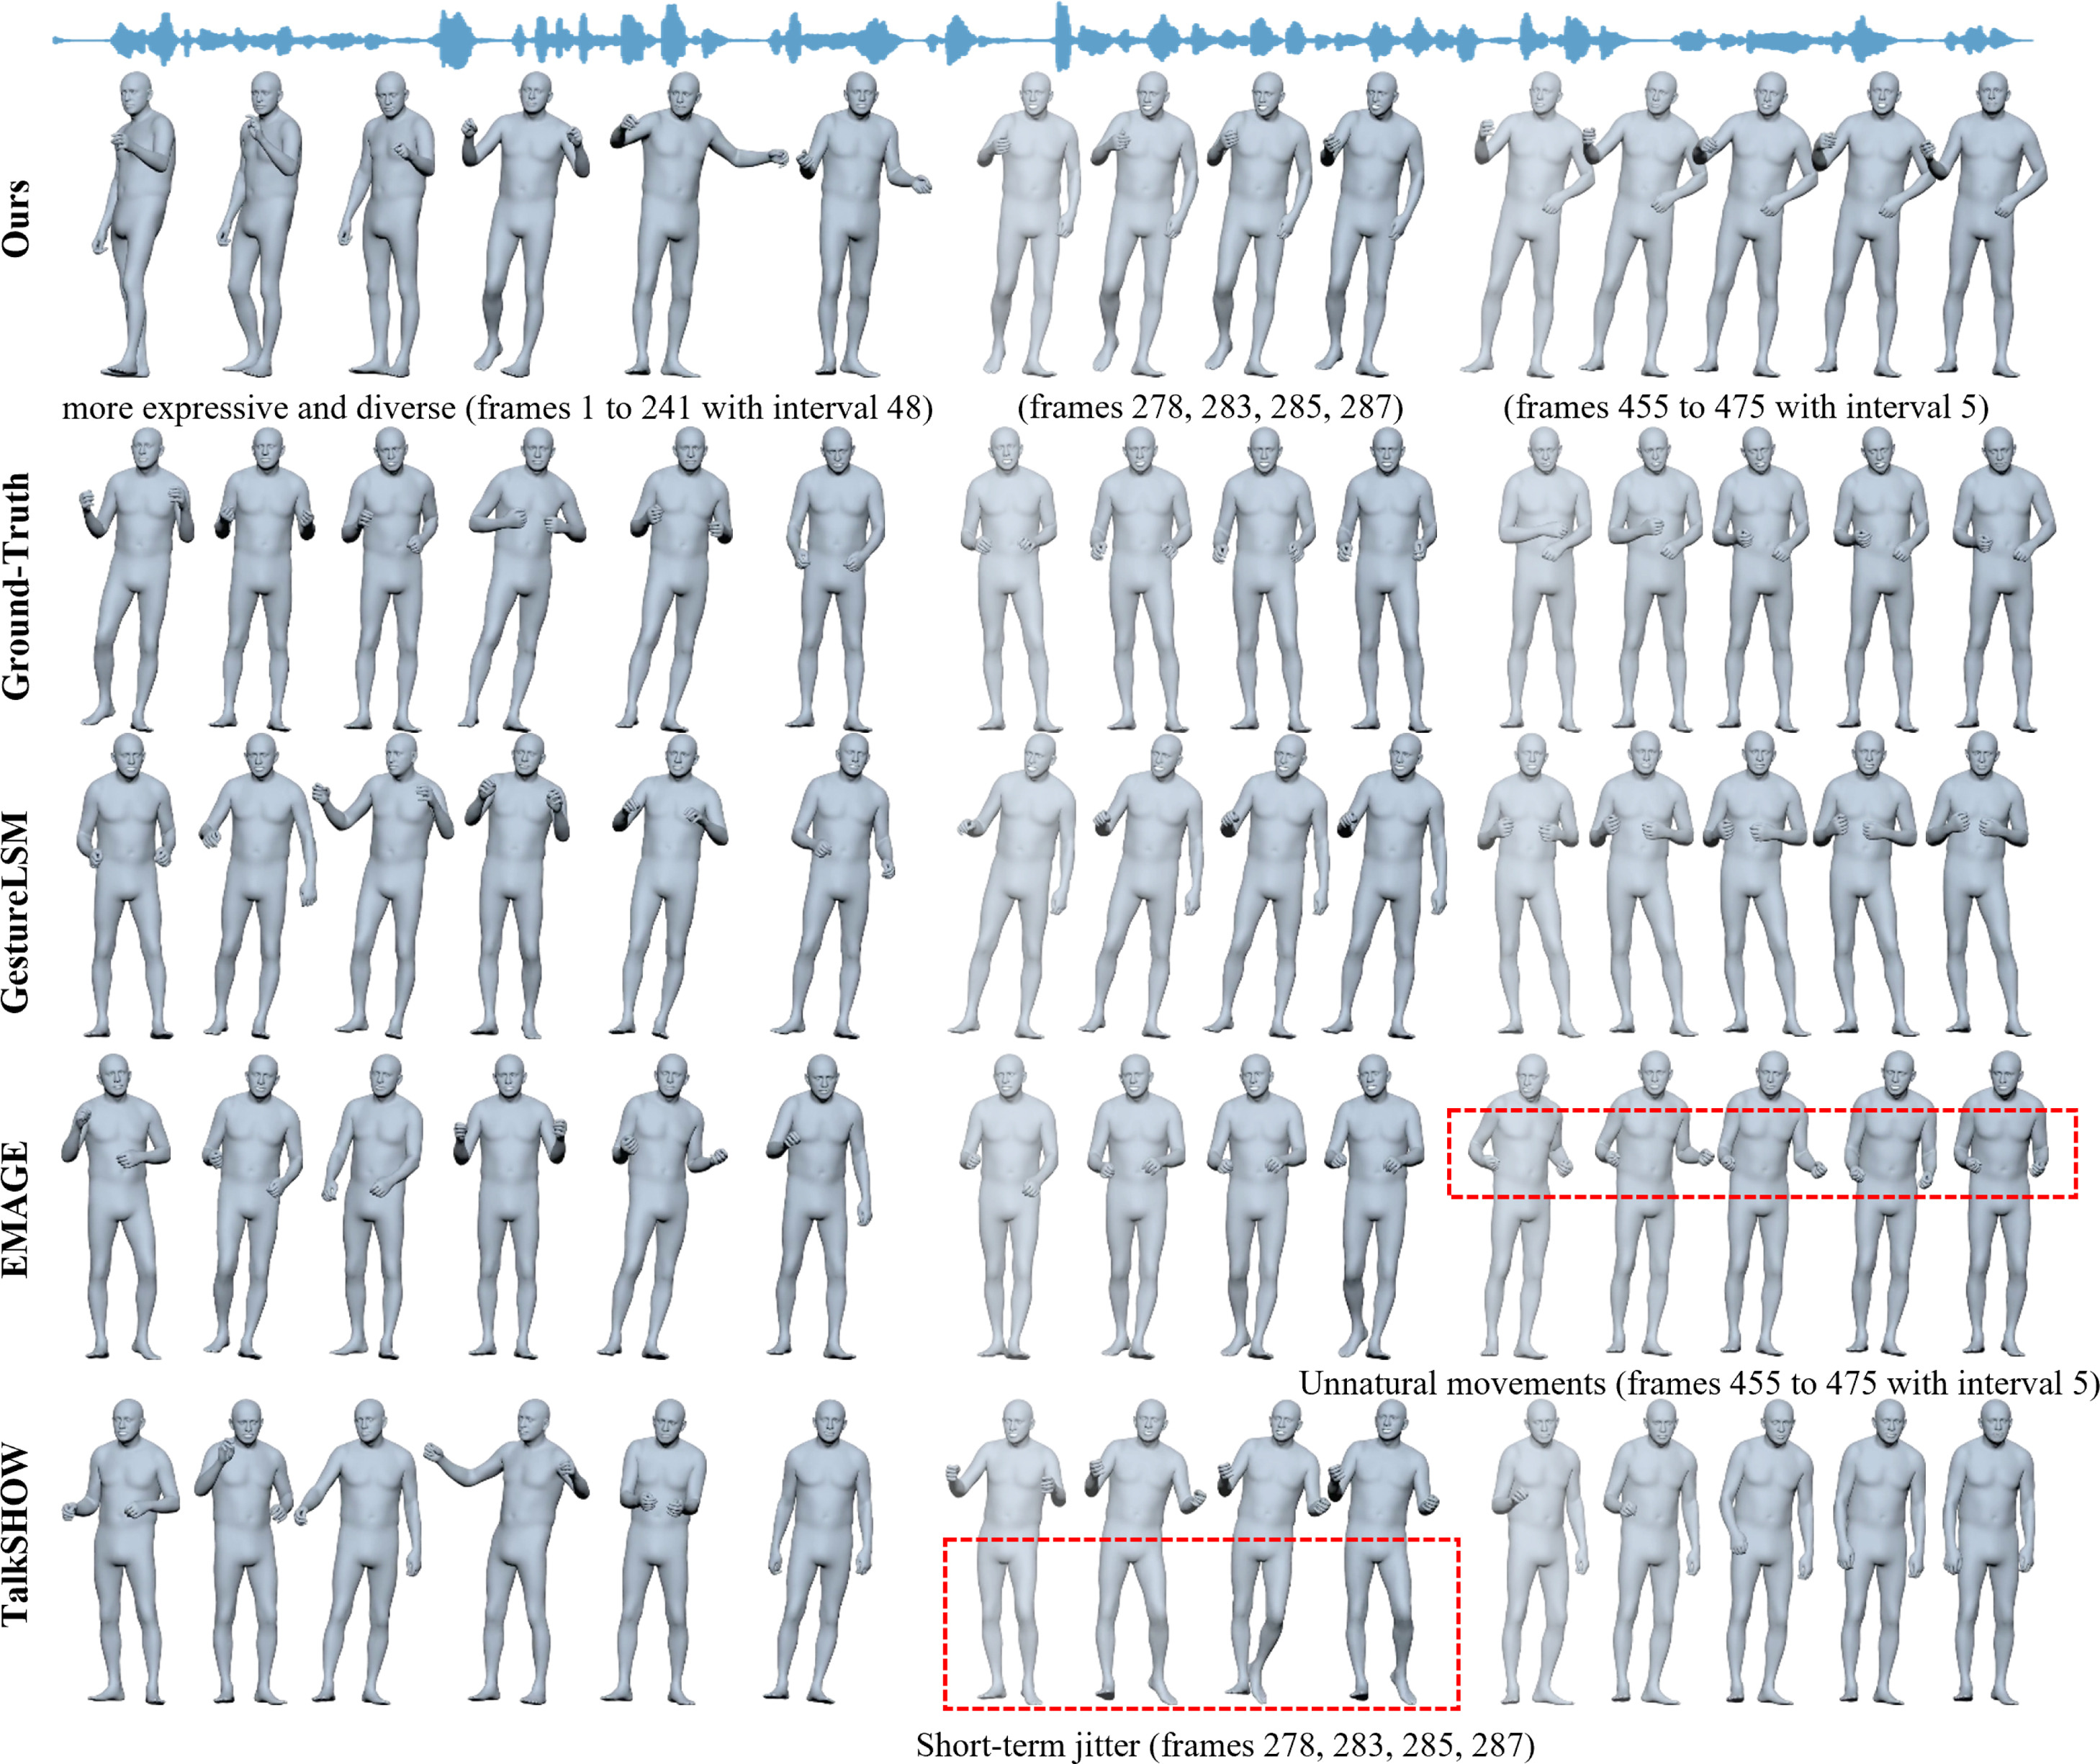 Ours
more expressive and diverse (frames 1 to 241 with interval 48)
(frames 278, 283, 285, 287)
(frames 455 to 475 with interval 5)
Ground-Truth
GestureLSM
EMAGE
Unnatural movements (frames 455 to 475 with interval 5)
TalkSHOW
Short-term jitter (frames 278, 283, 285, 287)